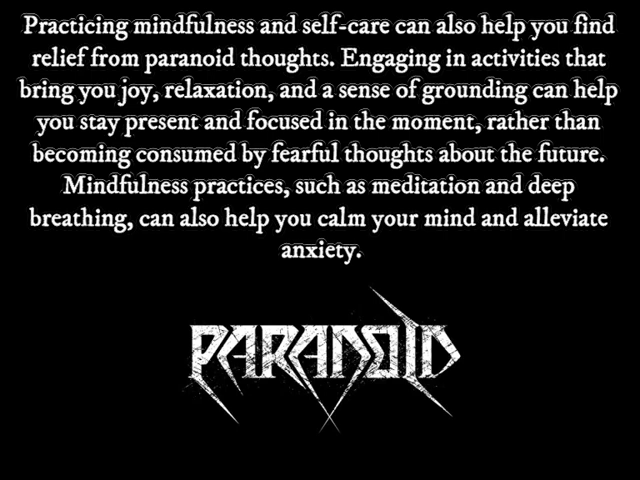 Practicing mindfulness and self-care can also help you find
relief from paranoid thoughts. Engaging in activities that
bring you joy, relaxation, and a sense of grounding can help
you stay present and focused in the moment, rather than
becoming consumed by fearful thoughts about the future.
Mindfulness practices, such as meditation and deep
breathing, can also help you calm your mind and alleviate
anxiety.
PARANOID